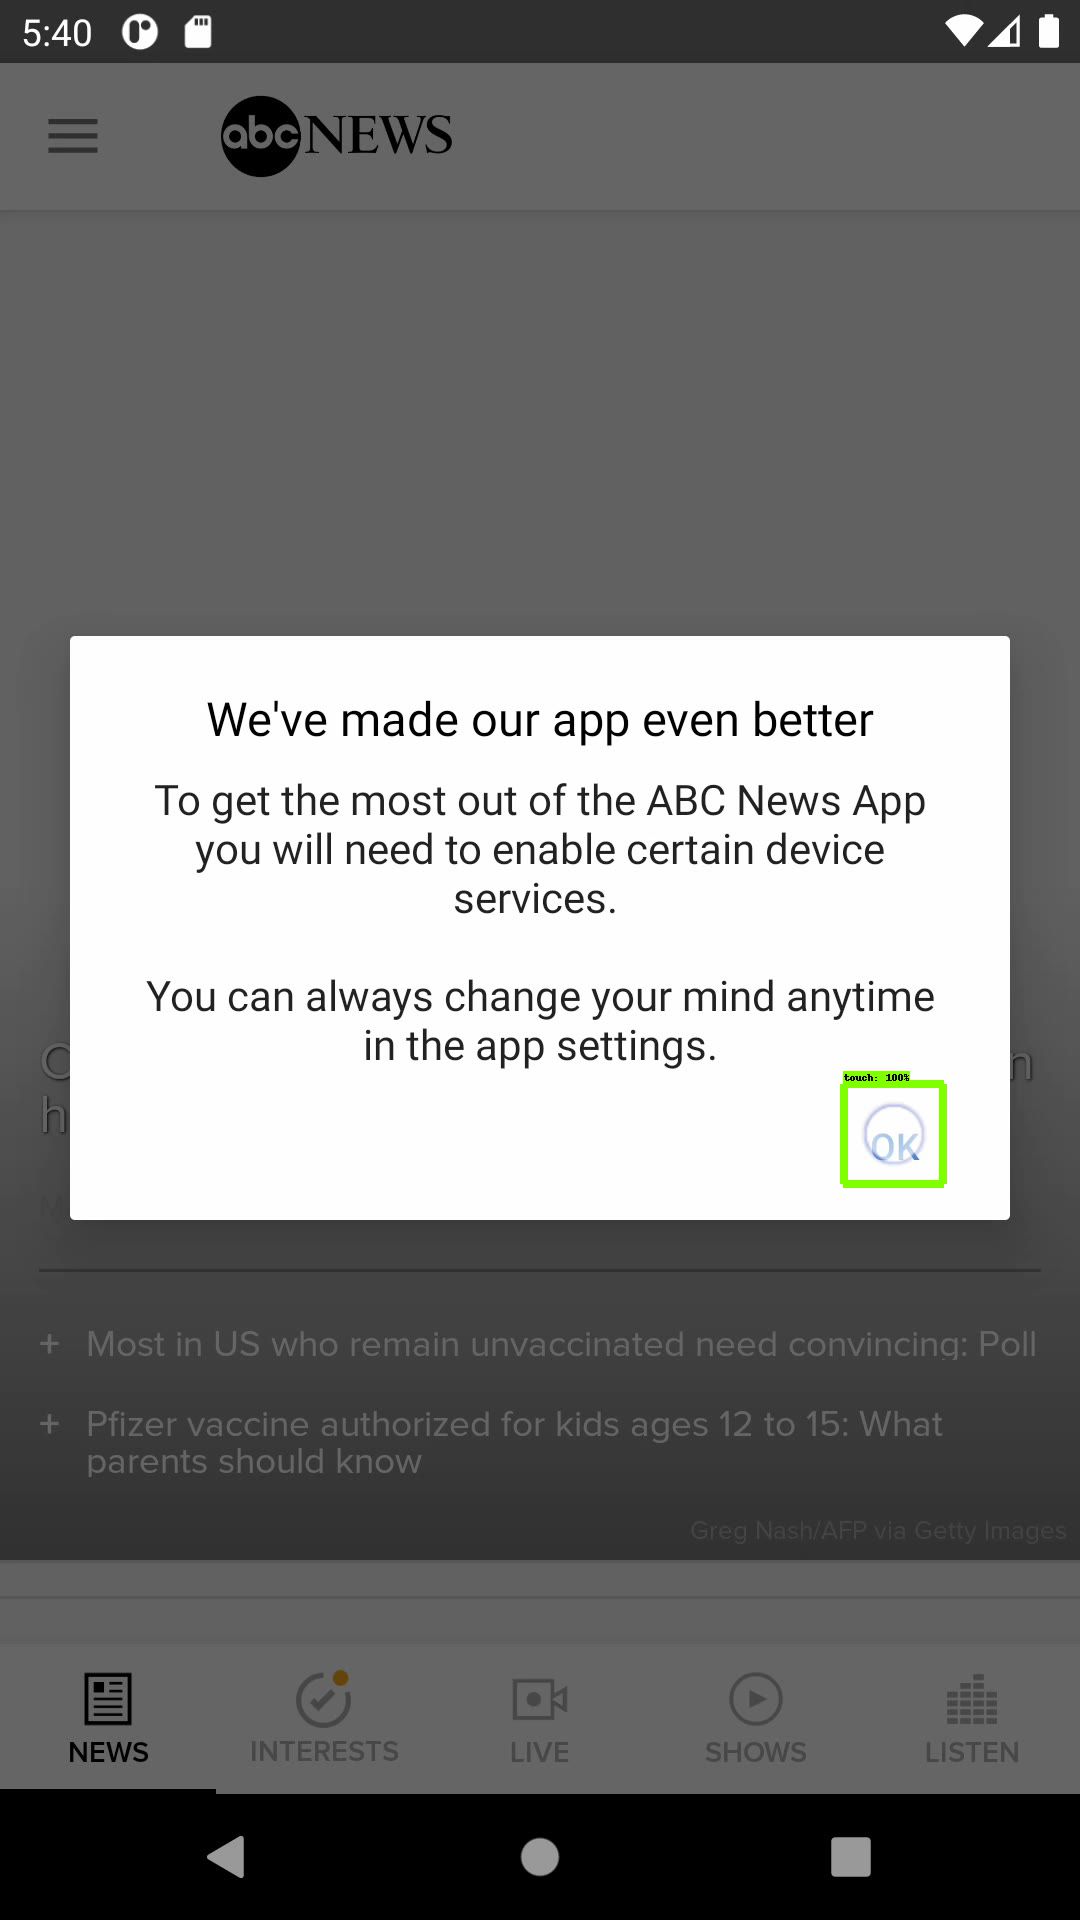 5:40
abc NEWS
We've made our app even better
To get the most out of the ABC News App
you will need to enable certain device
services.
You can always change your mind anytime
in the app settings.
touch: 100%
OK
+ Most in US who remain unvaccinated need convincing: Poll
+ Pfizer vaccine authorized for kids ages 12 to 15: What
parents should know
Greg Nash/AFP via Getty Images
NEWS
INTERESTS
LIVE
SHOWS
LISTEN